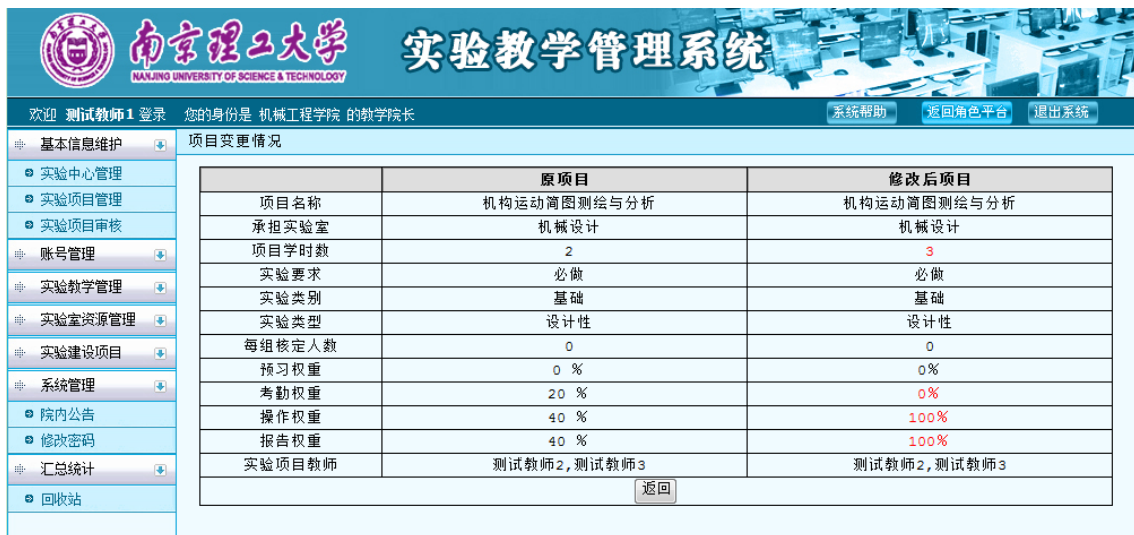 南京理工大学 实验教学管理系统
NANJING UNIVERSITY OF SCIENCE & TECHNOLOGY
欢迎 测试教师1 登录 您的身份是 机械工程学院 的教学院长 系统帮助 返回角色平台 退出系统
基本信息维护
实验中心管理
实验项目管理
实验项目审核
账号管理
实验教学管理
实验室资源管理
实验建设项目
系统管理
院内公告
修改密码
汇总统计
回收站
项目变更情况
原项目 修改后项目
项目名称 机构运动简图测绘与分析 机构运动简图测绘与分析
承担实验室 机械设计 机械设计
项目学时数 2 3
实验要求 必做 必做
实验类别 基础 基础
实验类型 设计性 设计性
每组核定人数 0 0
预习权重 0 % 0%
考勤权重 20 % 0%
操作权重 40 % 100%
报告权重 40 % 100%
实验项目教师 测试教师2,测试教师3 测试教师2,测试教师3
返回